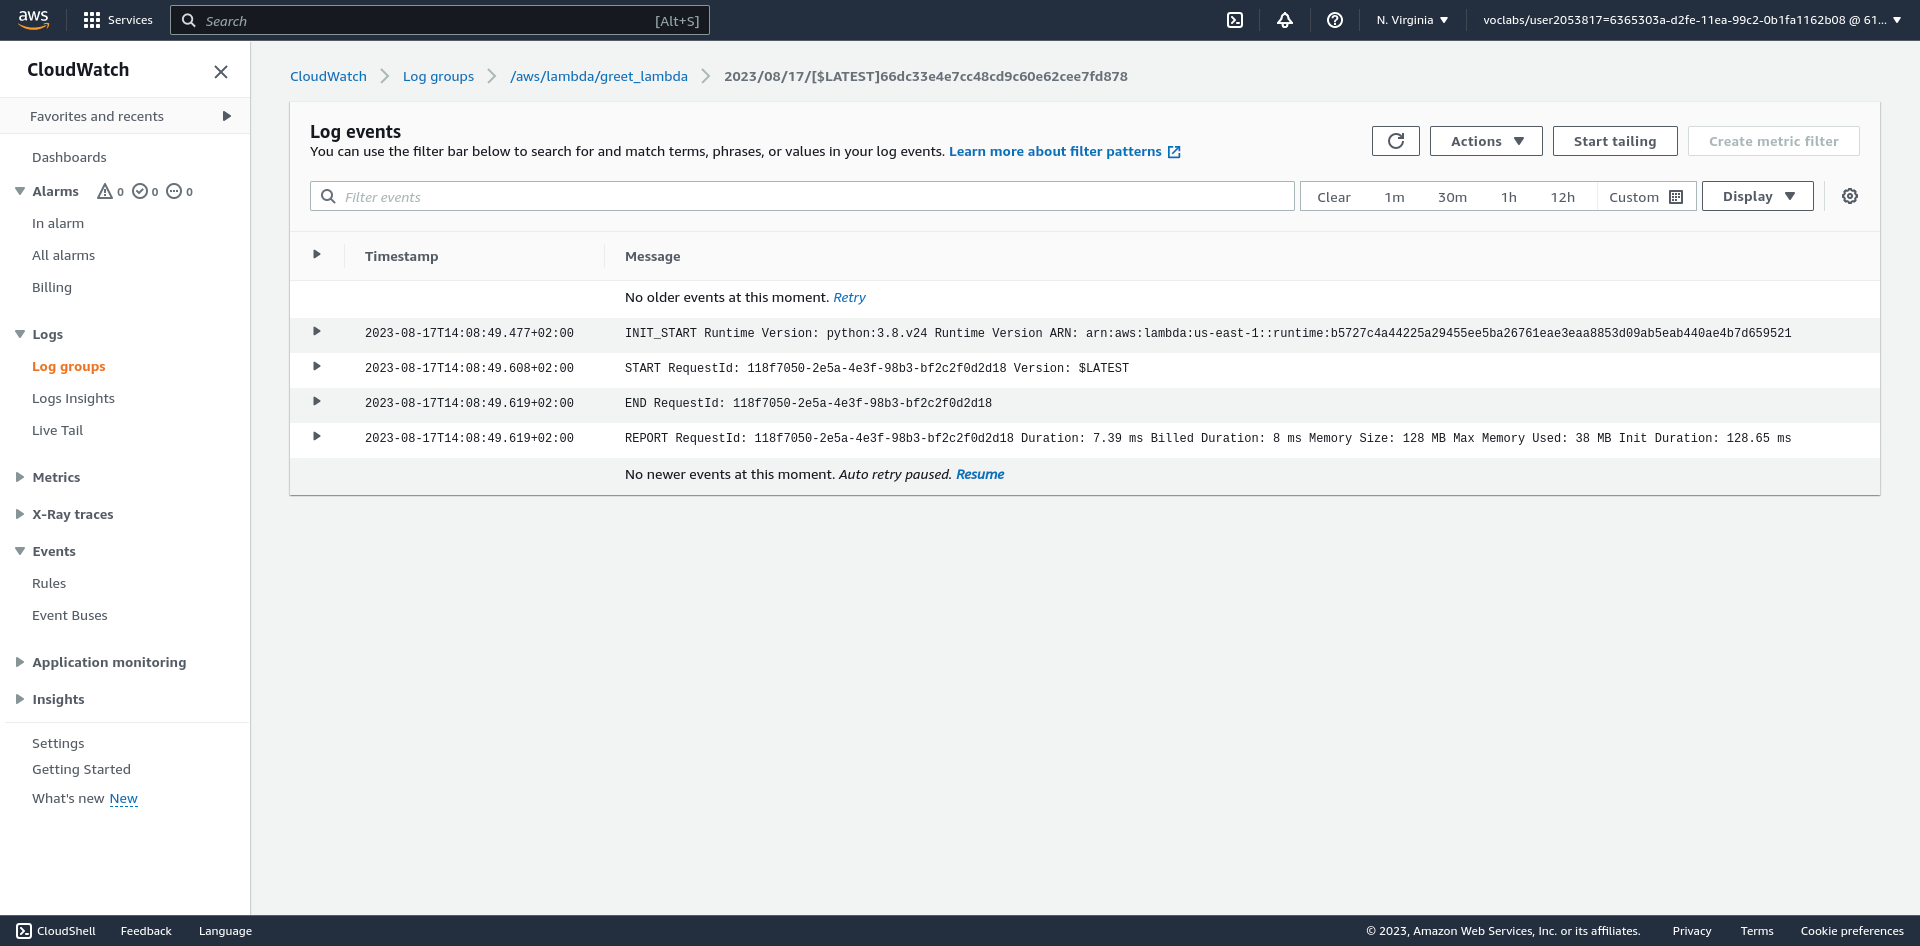 aws
Services
Search [Alt+S]
N. Virginia
voclabs/user2053817=6365303a-d2fe-11ea-99c2-0b1fa1162b08 @ 61...
CloudWatch
Favorites and recents
Dashboards
Alarms 0 0 0
In alarm
All alarms
Billing
Logs
Log groups
Logs Insights
Live Tail
Metrics
X-Ray traces
Events
Rules
Event Buses
Application monitoring
Insights
Settings
Getting Started
What's new New
CloudWatch Log groups /aws/lambda/greet_lambda 2023/08/17/[$LATEST]66dc33e4e7cc48cd9c60e62cee7fd878
Log events
You can use the filter bar below to search for and match terms, phrases, or values in your log events. Learn more about filter patterns
Actions Start tailing Create metric filter
Filter events
Clear 1m 30m 1h 12h Custom Display
Timestamp Message
No older events at this moment. Retry
2023-08-17T14:08:49.477+02:00 INIT_START Runtime Version: python:3.8.v24 Runtime Version ARN: arn:aws:lambda:us-east-1::runtime:b5727c4a44225a29455ee5ba26761eae3eaa8853d09ab5eab440ae4b7d659521
2023-08-17T14:08:49.608+02:00 START RequestId: 118f7050-2e5a-4e3f-98b3-bf2c2f0d2d18 Version: $LATEST
2023-08-17T14:08:49.619+02:00 END RequestId: 118f7050-2e5a-4e3f-98b3-bf2c2f0d2d18
2023-08-17T14:08:49.619+02:00 REPORT RequestId: 118f7050-2e5a-4e3f-98b3-bf2c2f0d2d18 Duration: 7.39 ms Billed Duration: 8 ms Memory Size: 128 MB Max Memory Used: 38 MB Init Duration: 128.65 ms
No newer events at this moment. Auto retry paused. Resume
CloudShell Feedback Language
© 2023, Amazon Web Services, Inc. or its affiliates. Privacy Terms Cookie preferences